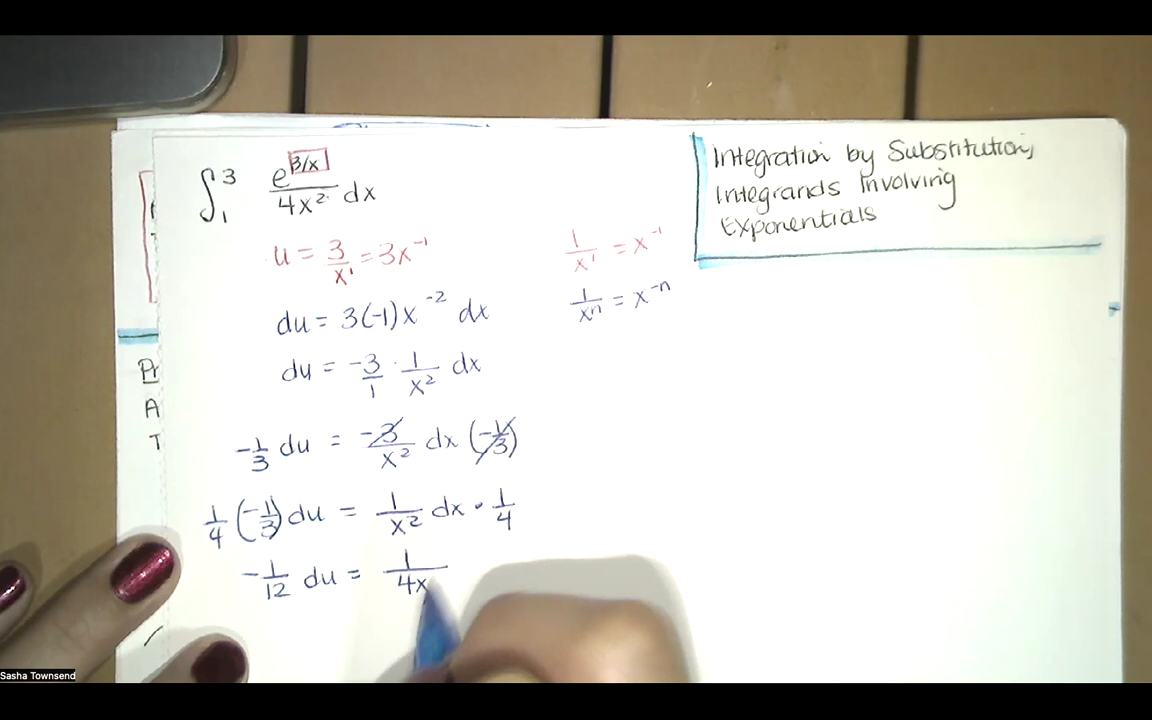 ∫₁³ e^(3/x) / 4x² dx
Integration by Substitution,
Integrands Involving
Exponentials
u = 3/x¹ = 3x⁻¹
1/x¹ = x⁻¹
du = 3(-1)x⁻² dx
1/xⁿ = x⁻ⁿ
du = -3/1 · 1/x² dx
-1/3 du = -3/x² dx (-1/3)
1/4 (-1/3) du = 1/x² dx · 1/4
-1/12 du = 1/4x
Pr
A
T
Sasha Townsend